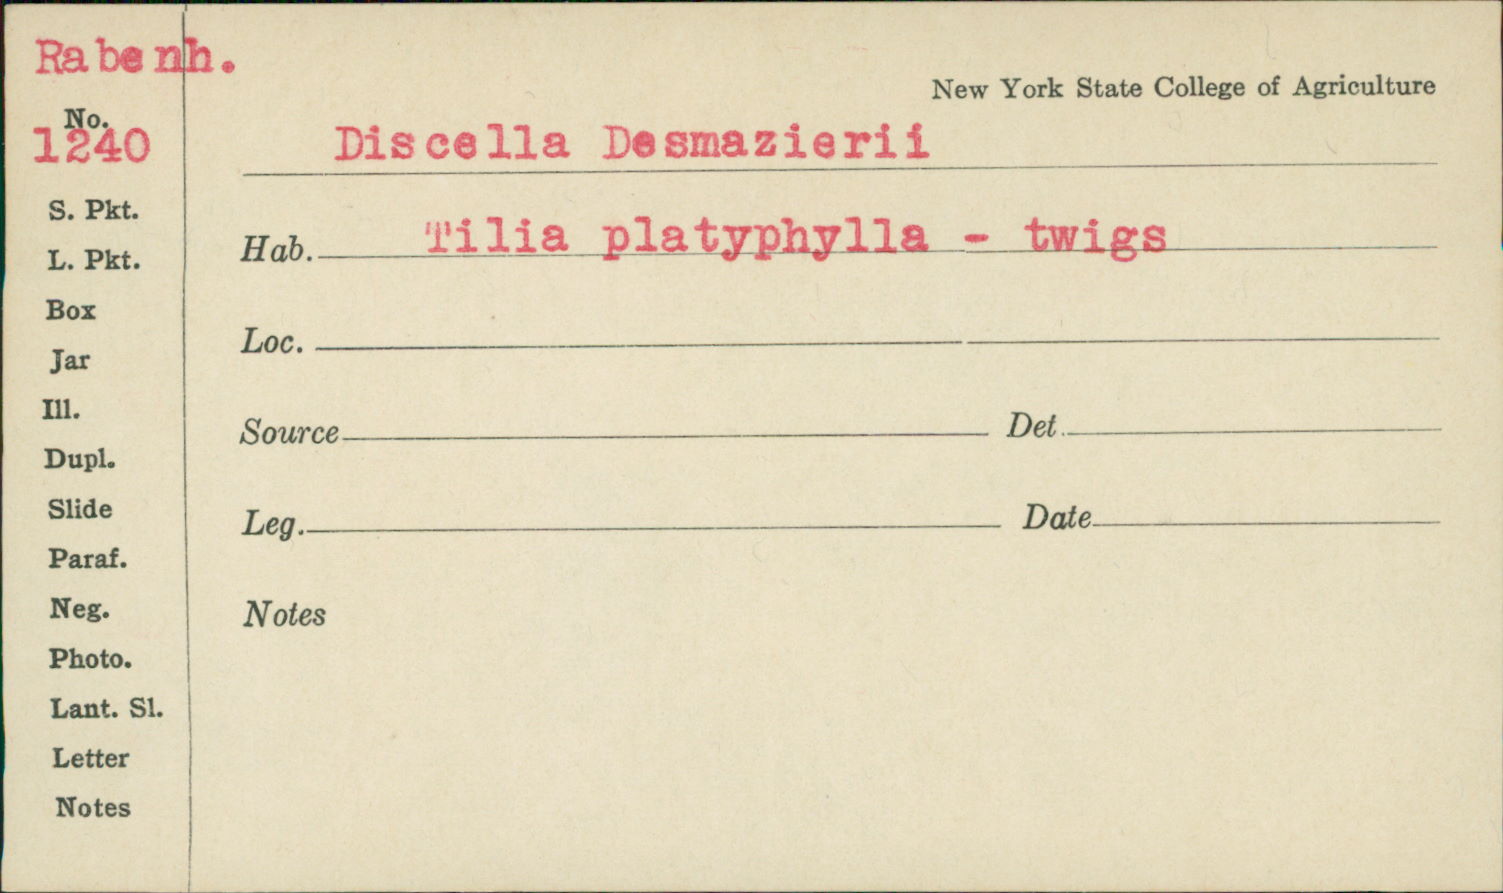 Rabenh.
New York State College of Agriculture
No.
1240
Discella Desmazierii
S. Pkt.
Hab. Tilia platyphylla - twigs
L. Pkt.
Box
Loc.
Jar
Ill.
Source Det.
Dupl.
Slide
Leg. Date
Paraf.
Neg.
Notes
Photo.
Lant. Sl.
Letter
Notes